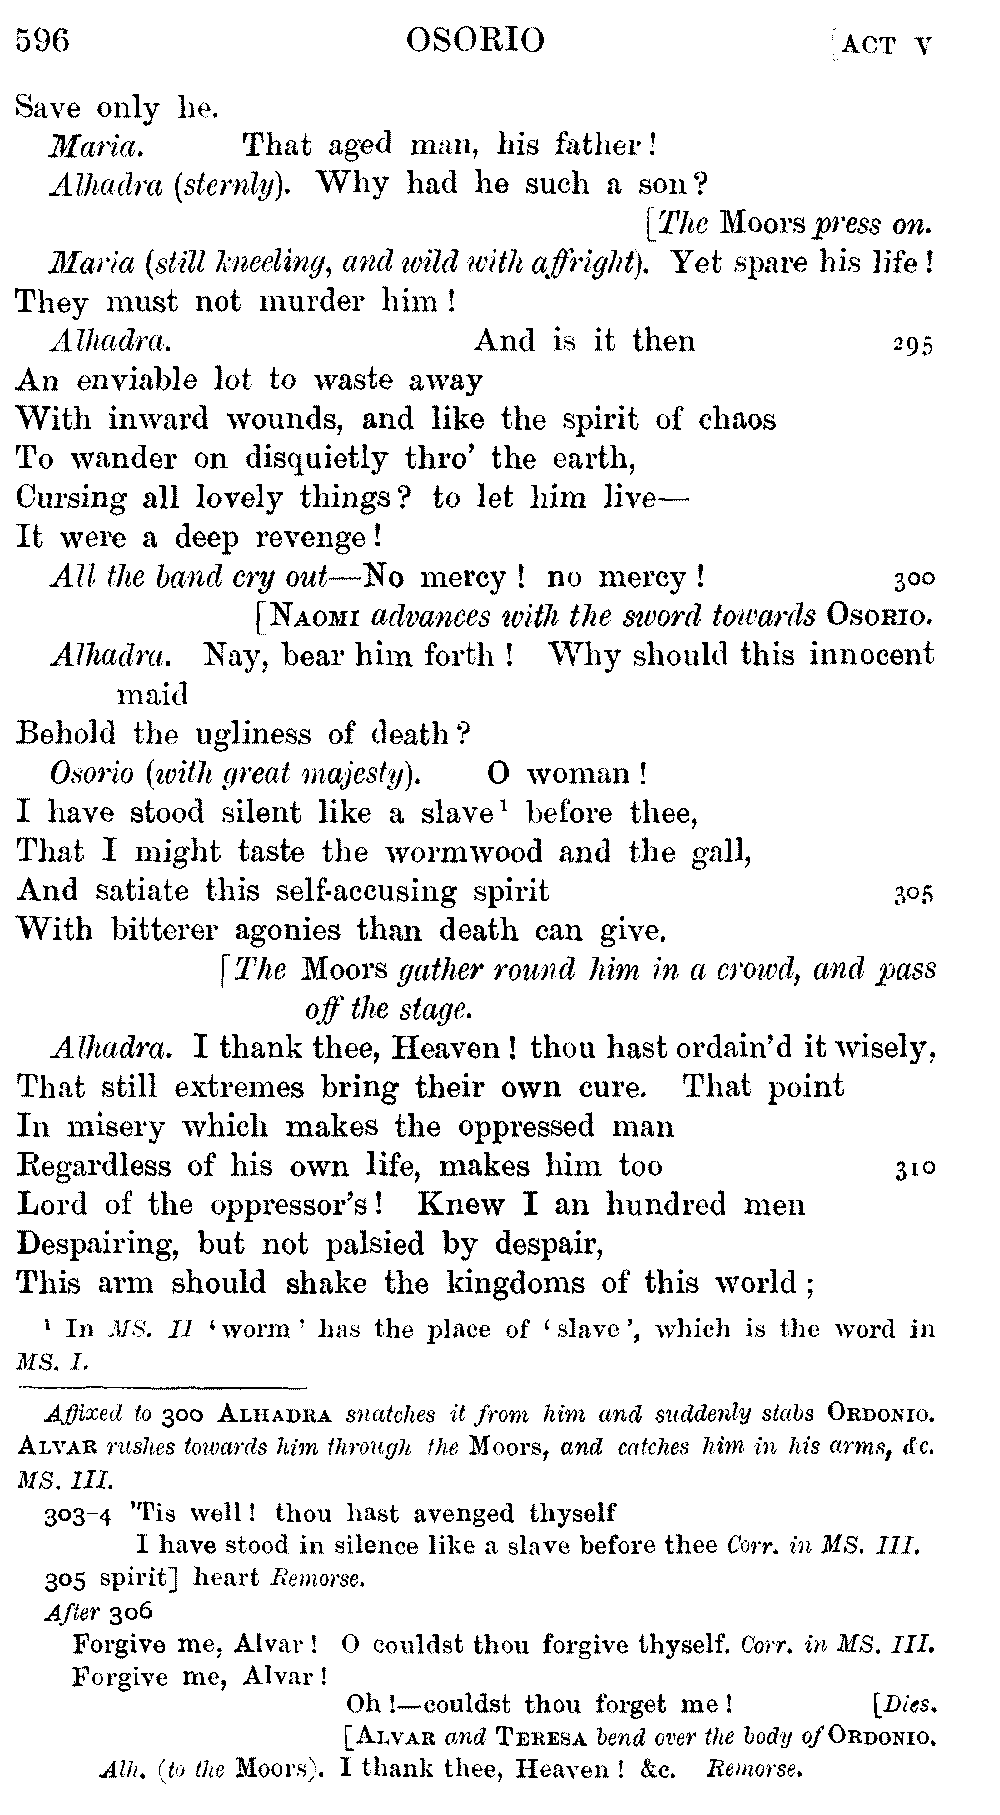 596 OSORIO [ACT V
Save only he.
Maria. That aged man, his father!
Alhadra (sternly). Why had he such a son?
[The Moors press on.
Maria (still kneeling, and wild with affright). Yet spare his life!
They must not murder him!
Alhadra. And is it then 295
An enviable lot to waste away
With inward wounds, and like the spirit of chaos
To wander on disquietly thro' the earth,
Cursing all lovely things? to let him live—
It were a deep revenge!
All the band cry out—No mercy! no mercy! 300
[NAOMI advances with the sword towards OSORIO.
Alhadra. Nay, bear him forth! Why should this innocent
maid
Behold the ugliness of death?
Osorio (with great majesty). O woman!
I have stood silent like a slave¹ before thee,
That I might taste the wormwood and the gall,
And satiate this self-accusing spirit 305
With bitterer agonies than death can give.
[The Moors gather round him in a crowd, and pass
off the stage.
Alhadra. I thank thee, Heaven! thou hast ordain'd it wisely,
That still extremes bring their own cure. That point
In misery which makes the oppressed man
Regardless of his own life, makes him too 310
Lord of the oppressor's! Knew I an hundred men
Despairing, but not palsied by despair,
This arm should shake the kingdoms of this world;
¹ In MS. II 'worm' has the place of 'slave', which is the word in
MS. I.
Affixed to 300 ALHADRA snatches it from him and suddenly stabs ORDONIO.
ALVAR rushes towards him through the Moors, and catches him in his arms, &c.
MS. III.
303-4 'Tis well! thou hast avenged thyself
I have stood in silence like a slave before thee Corr. in MS. III.
305 spirit] heart Remorse.
After 306
Forgive me, Alvar! O couldst thou forgive thyself. Corr. in MS. III.
Forgive me, Alvar!
Oh!—couldst thou forget me! [Dies.
[ALVAR and TERESA bend over the body of ORDONIO.
Alh. (to the Moors). I thank thee, Heaven! &c. Remorse.